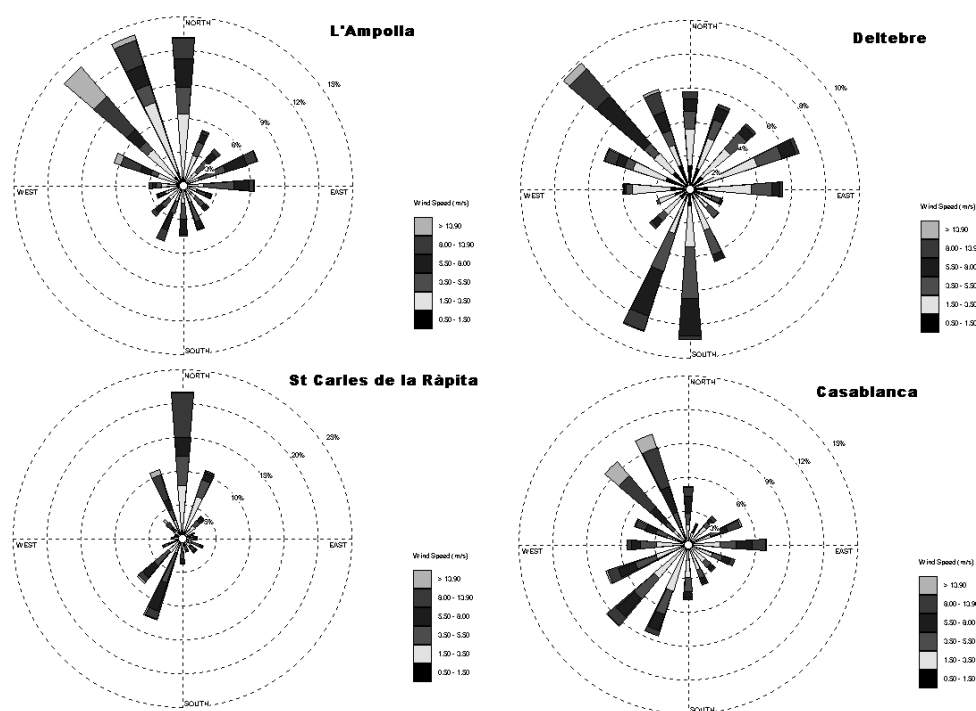 L'Ampolla
NORTH
15%
12%
9%
6%
3%
WEST
EAST
SOUTH
Wind Speed (m/s)
> 13.90
8.00 - 13.90
5.50 - 8.00
3.50 - 5.50
1.50 - 3.50
0.50 - 1.50
Deltebre
NORTH
10%
8%
6%
4%
2%
WEST
EAST
SOUTH
Wind Speed (m/s)
> 13.90
8.00 - 13.9
5.50 - 8.00
3.50 - 5.50
1.50 - 3.50
0.50 - 1.50
St Carles de la Ràpita
NORTH
25%
20%
15%
10%
5%
WEST
EAST
SOUTH
Wind Speed (m/s)
> 13.90
8.00 - 13.90
5.50 - 8.00
3.50 - 5.50
1.50 - 3.50
0.50 - 1.50
Casablanca
NORTH
15%
12%
9%
6%
3%
WEST
EAST
SOUTH
Wind Speed (m/s)
> 13.90
8.00 - 13.90
5.50 - 8.00
3.50 - 5.50
1.50 - 3.50
0.50 - 1.50